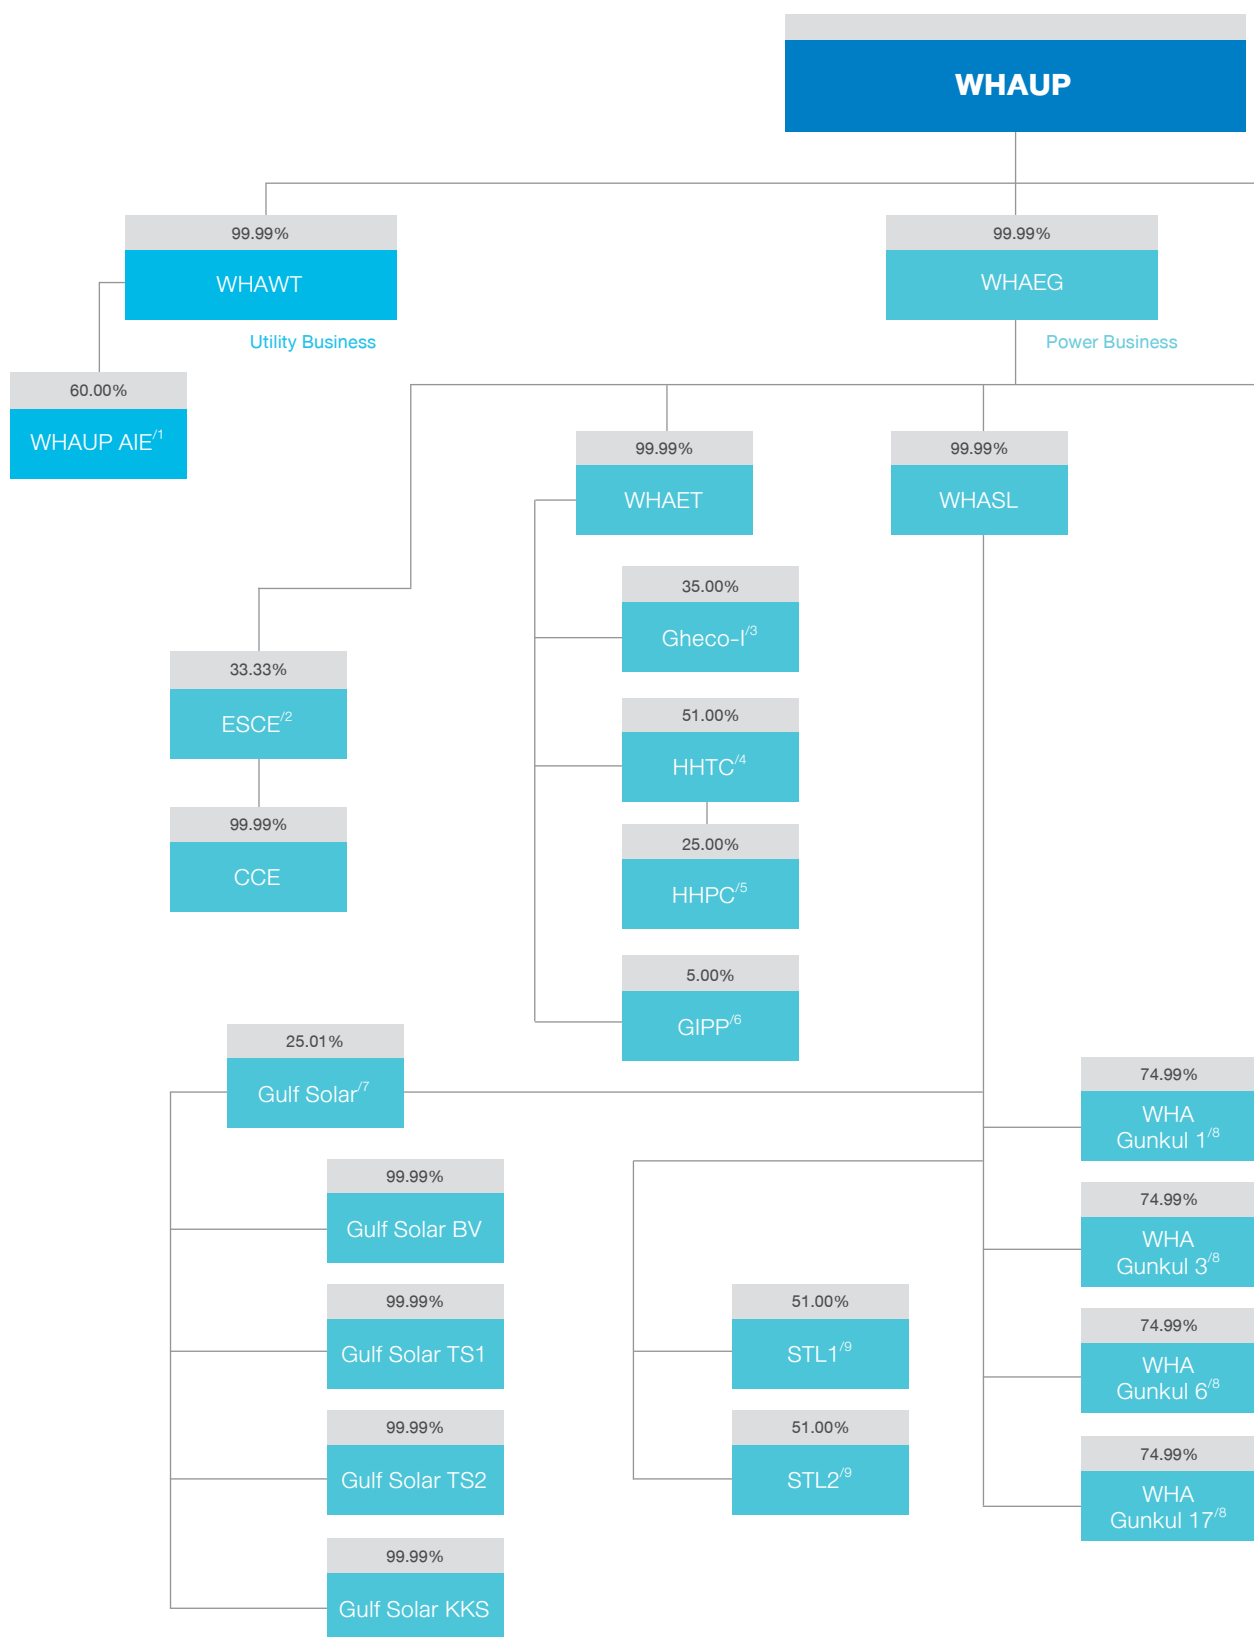 WHAUP
99.99%
WHAWT
Utility Business
99.99%
WHAEG
Power Business
60.00%
WHAUP AIE/1
99.99%
WHAET
99.99%
WHASL
35.00%
Gheco-I/3
33.33%
ESCE/2
51.00%
HHTC/4
99.99%
CCE
25.00%
HHPC/5
5.00%
GIPP/6
25.01%
Gulf Solar/7
99.99%
Gulf Solar BV
99.99%
Gulf Solar TS1
99.99%
Gulf Solar TS2
99.99%
Gulf Solar KKS
51.00%
STL1/9
51.00%
STL2/9
74.99%
WHA
Gunkul 1/8
74.99%
WHA
Gunkul 3/8
74.99%
WHA
Gunkul 6/8
74.99%
WHA
Gunkul 17/8